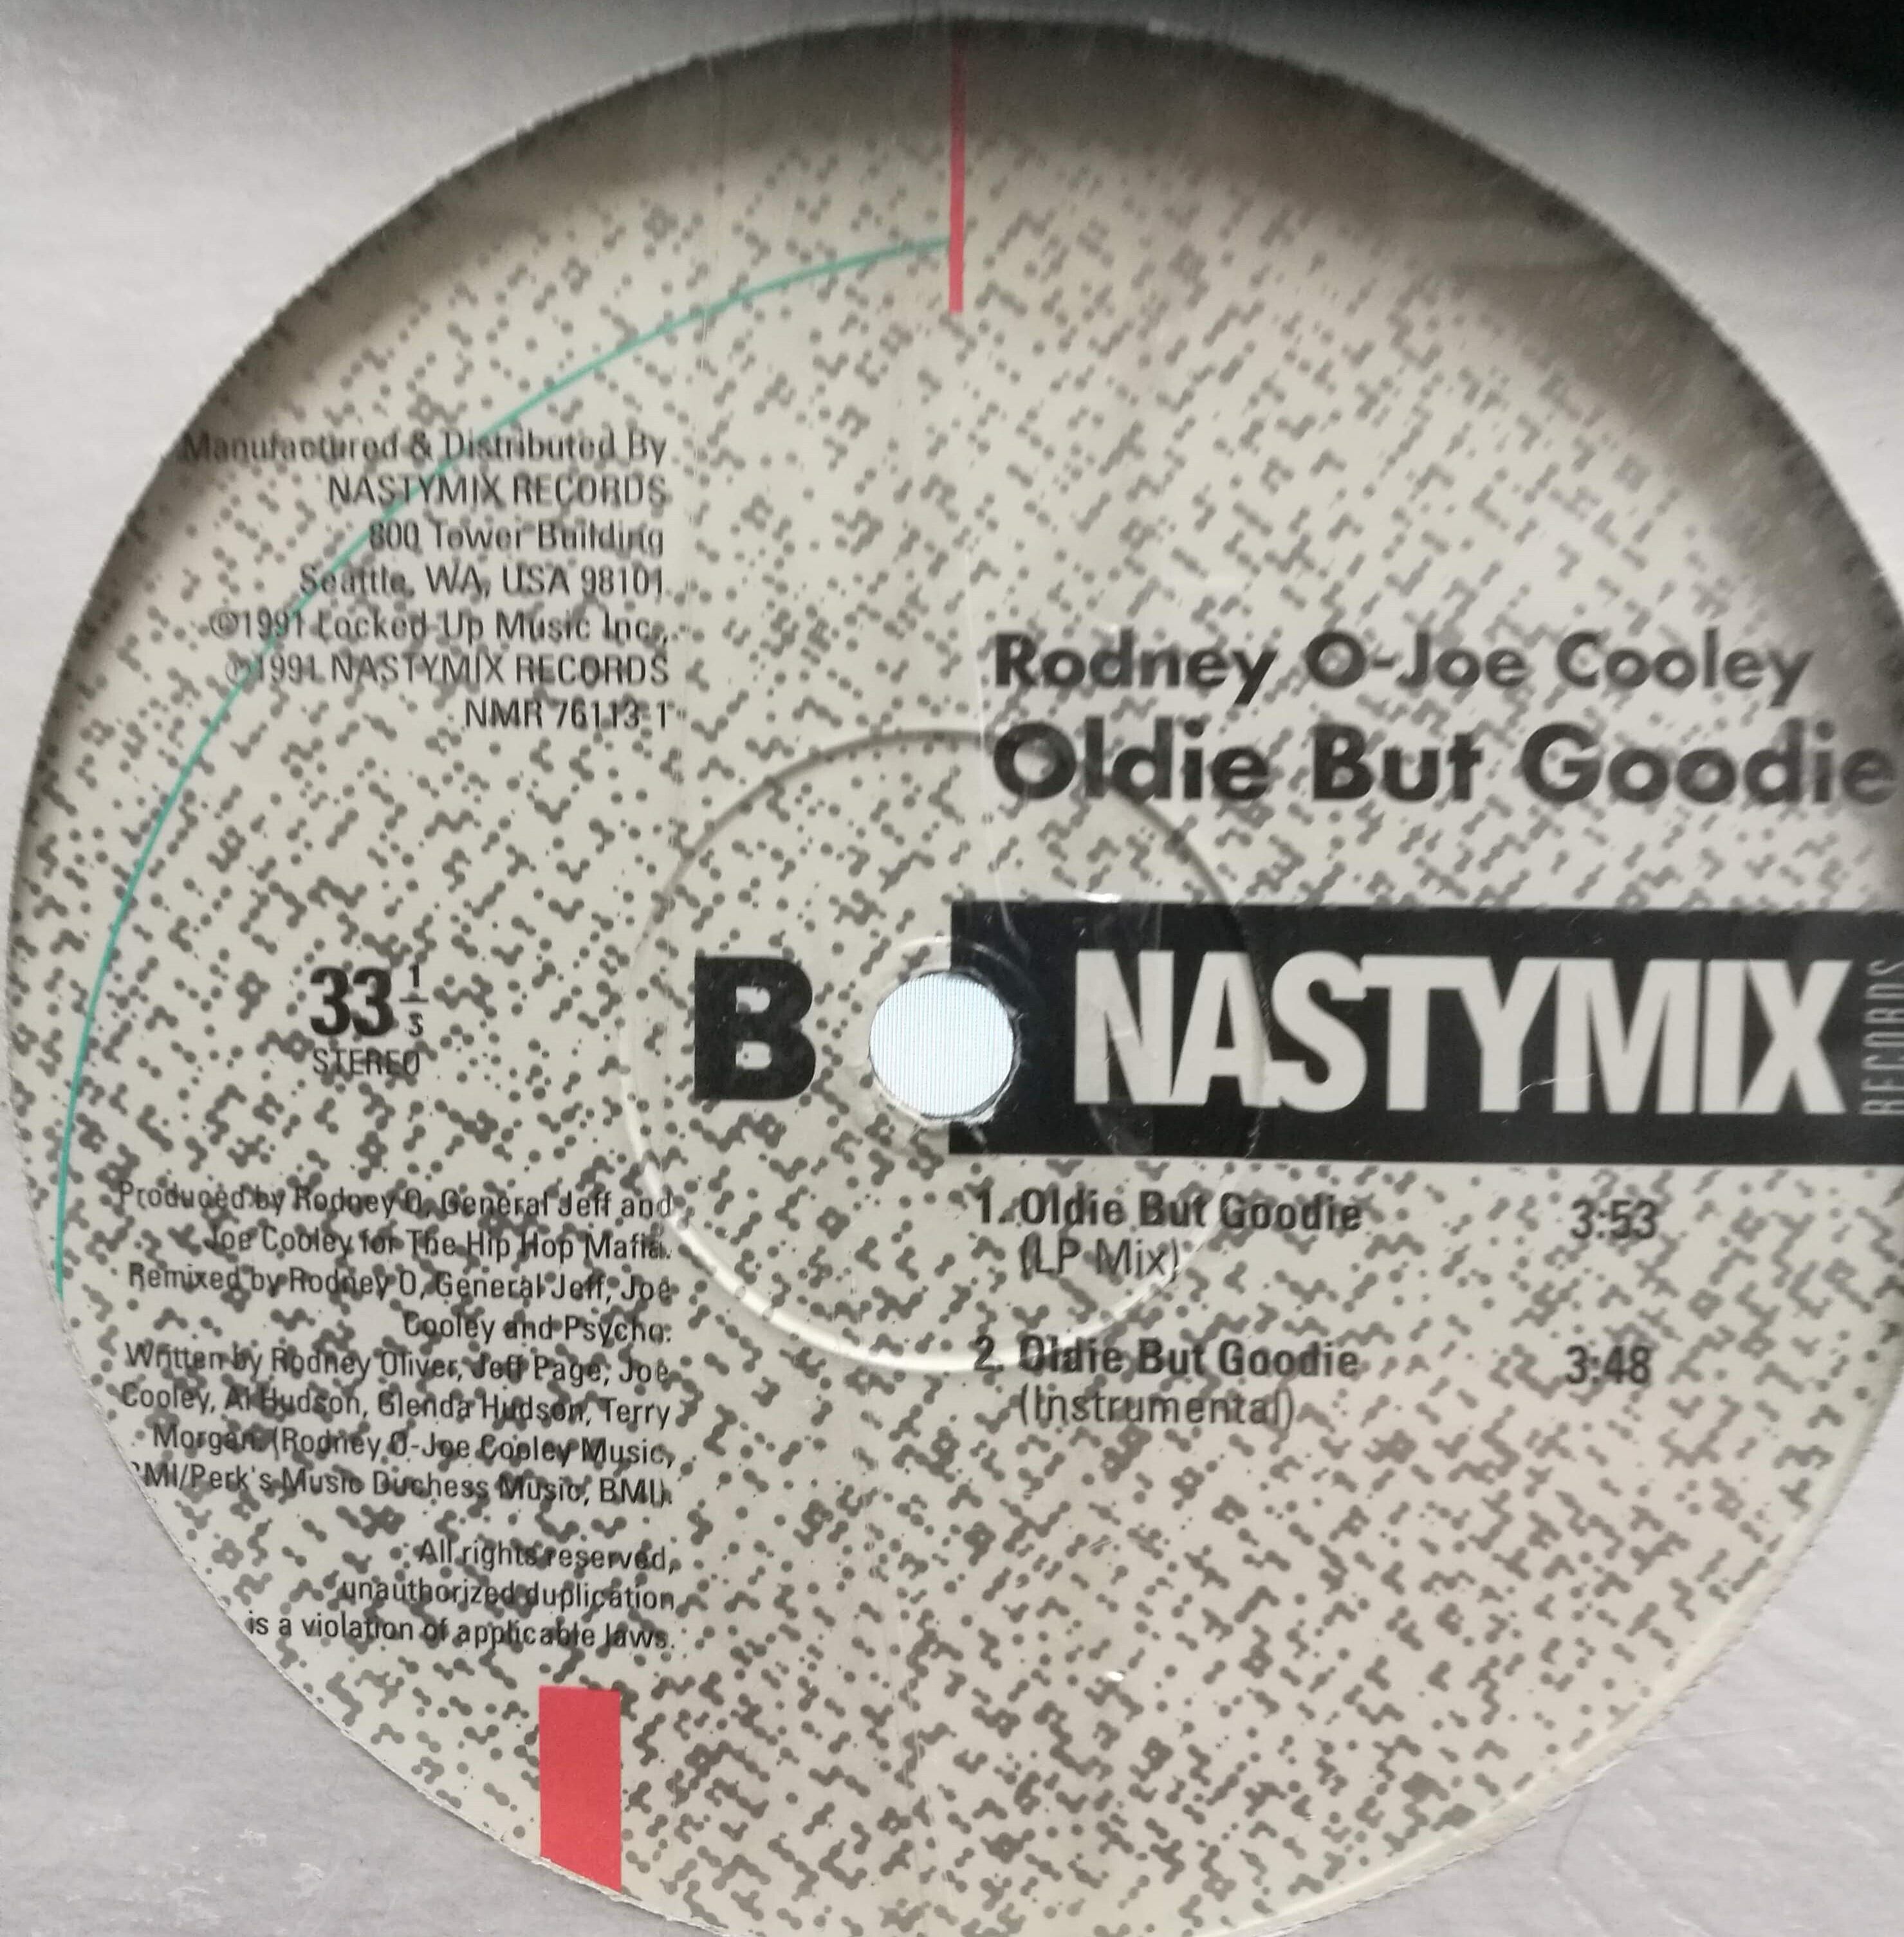 Manufactured & Distributed By
NASTYMIX RECORDS
800 Tower Building
Seattle, WA, USA 98101
©1991 Locked Up Music Inc.,
℗1991 NASTYMIX RECORDS
NMR 76113-1
Rodney O-Joe Cooley
Oldie But Goodie
33 1/3
STEREO
B
NASTYMIX
RECORDS
Produced by Rodney O, General Jeff and
Joe Cooley for The Hip Hop Mafia.
Remixed by Rodney O, General Jeff, Joe
Cooley and Psycho.
Written by Rodney Oliver, Jeff Page, Joe
Cooley, Al Hudson, Glenda Hudson, Terry
Morgan. (Rodney O-Joe Cooley Music,
BMI/Perk's Music Duchess Music, BMI).
All rights reserved,
unauthorized duplication
is a violation of applicable laws.
1. Oldie But Goodie 3:53
(LP Mix)
2. Oldie But Goodie 3:48
(Instrumental)